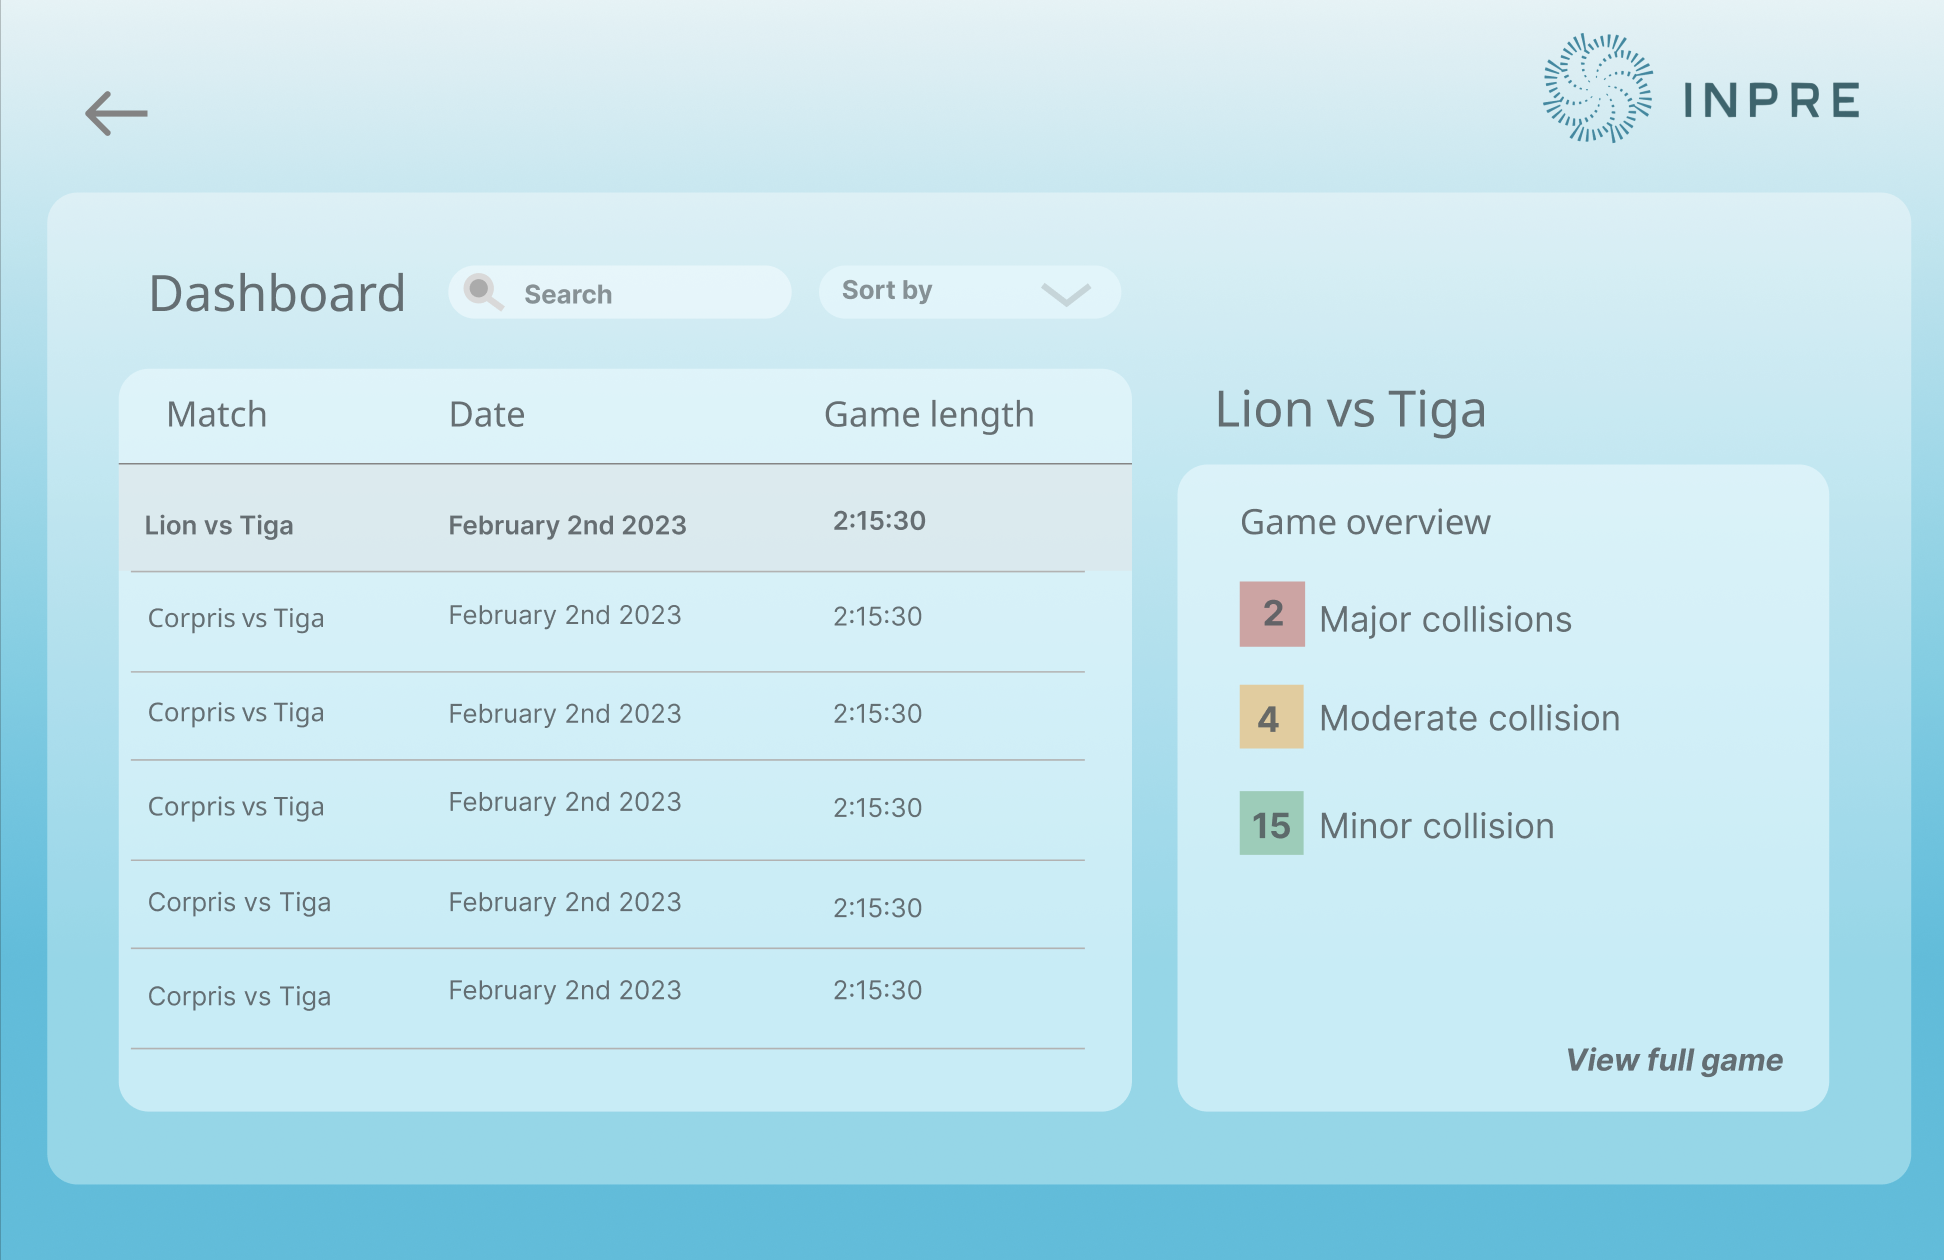 INPRE
Dashboard
Search
Sort by
Match Date Game length
Lion vs Tiga February 2nd 2023 2:15:30
Corpris vs Tiga February 2nd 2023 2:15:30
Corpris vs Tiga February 2nd 2023 2:15:30
Corpris vs Tiga February 2nd 2023 2:15:30
Corpris vs Tiga February 2nd 2023 2:15:30
Corpris vs Tiga February 2nd 2023 2:15:30
Lion vs Tiga
Game overview
2 Major collisions
4 Moderate collision
15 Minor collision
View full game